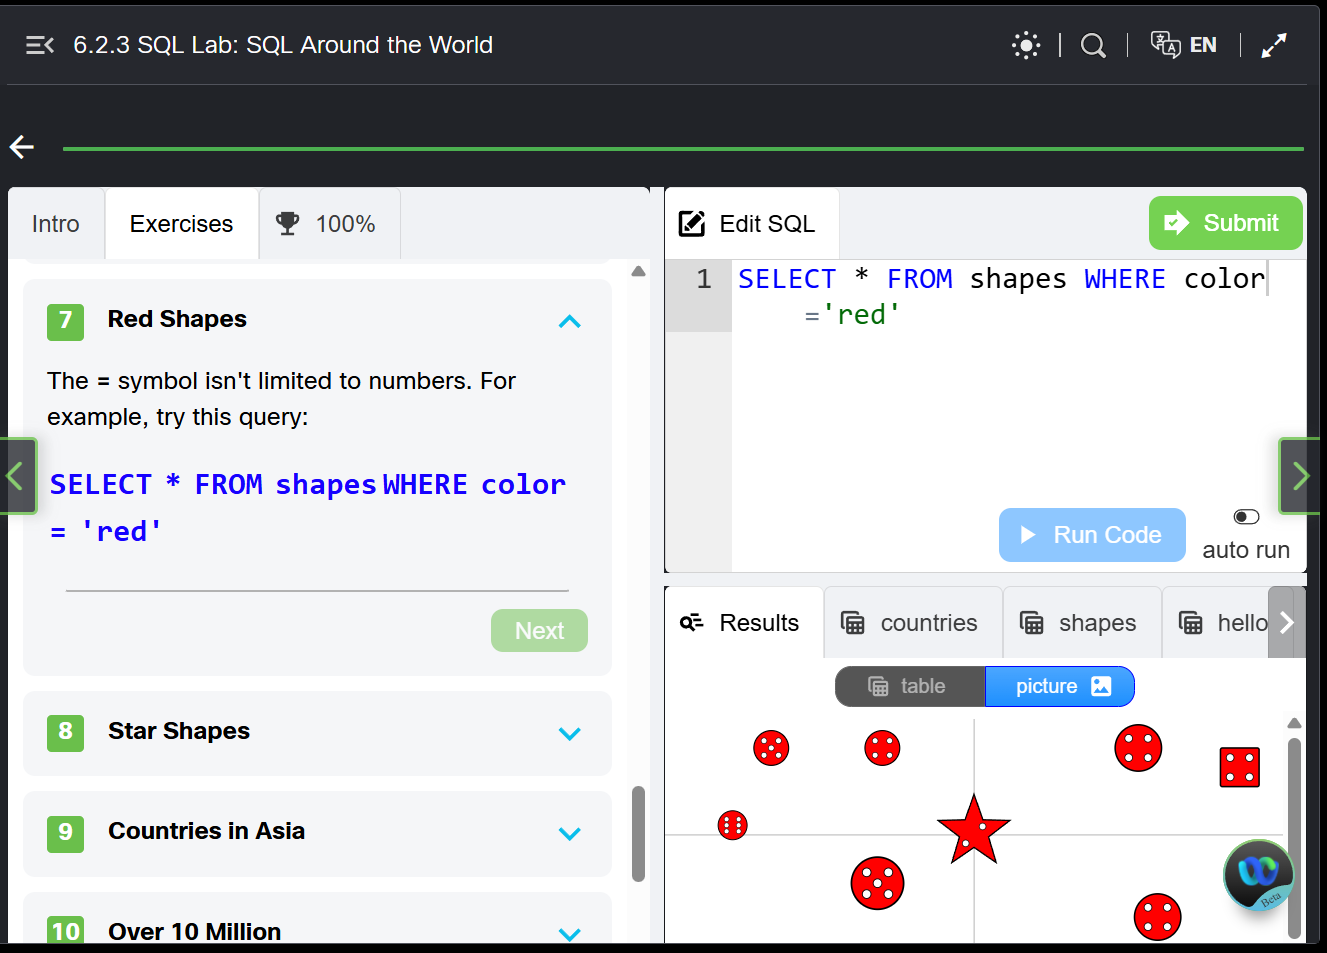 6.2.3 SQL Lab: SQL Around the World
EN
Intro
Exercises
100%
7
Red Shapes
The = symbol isn't limited to numbers. For
example, try this query:
SELECT * FROM shapes WHERE color
= 'red'
Next
8
Star Shapes
9
Countries in Asia
10
Over 10 Million
Edit SQL
Submit
1
SELECT * FROM shapes WHERE color
='red'
Run Code
auto run
Results
countries
shapes
hello
table
picture
Beta